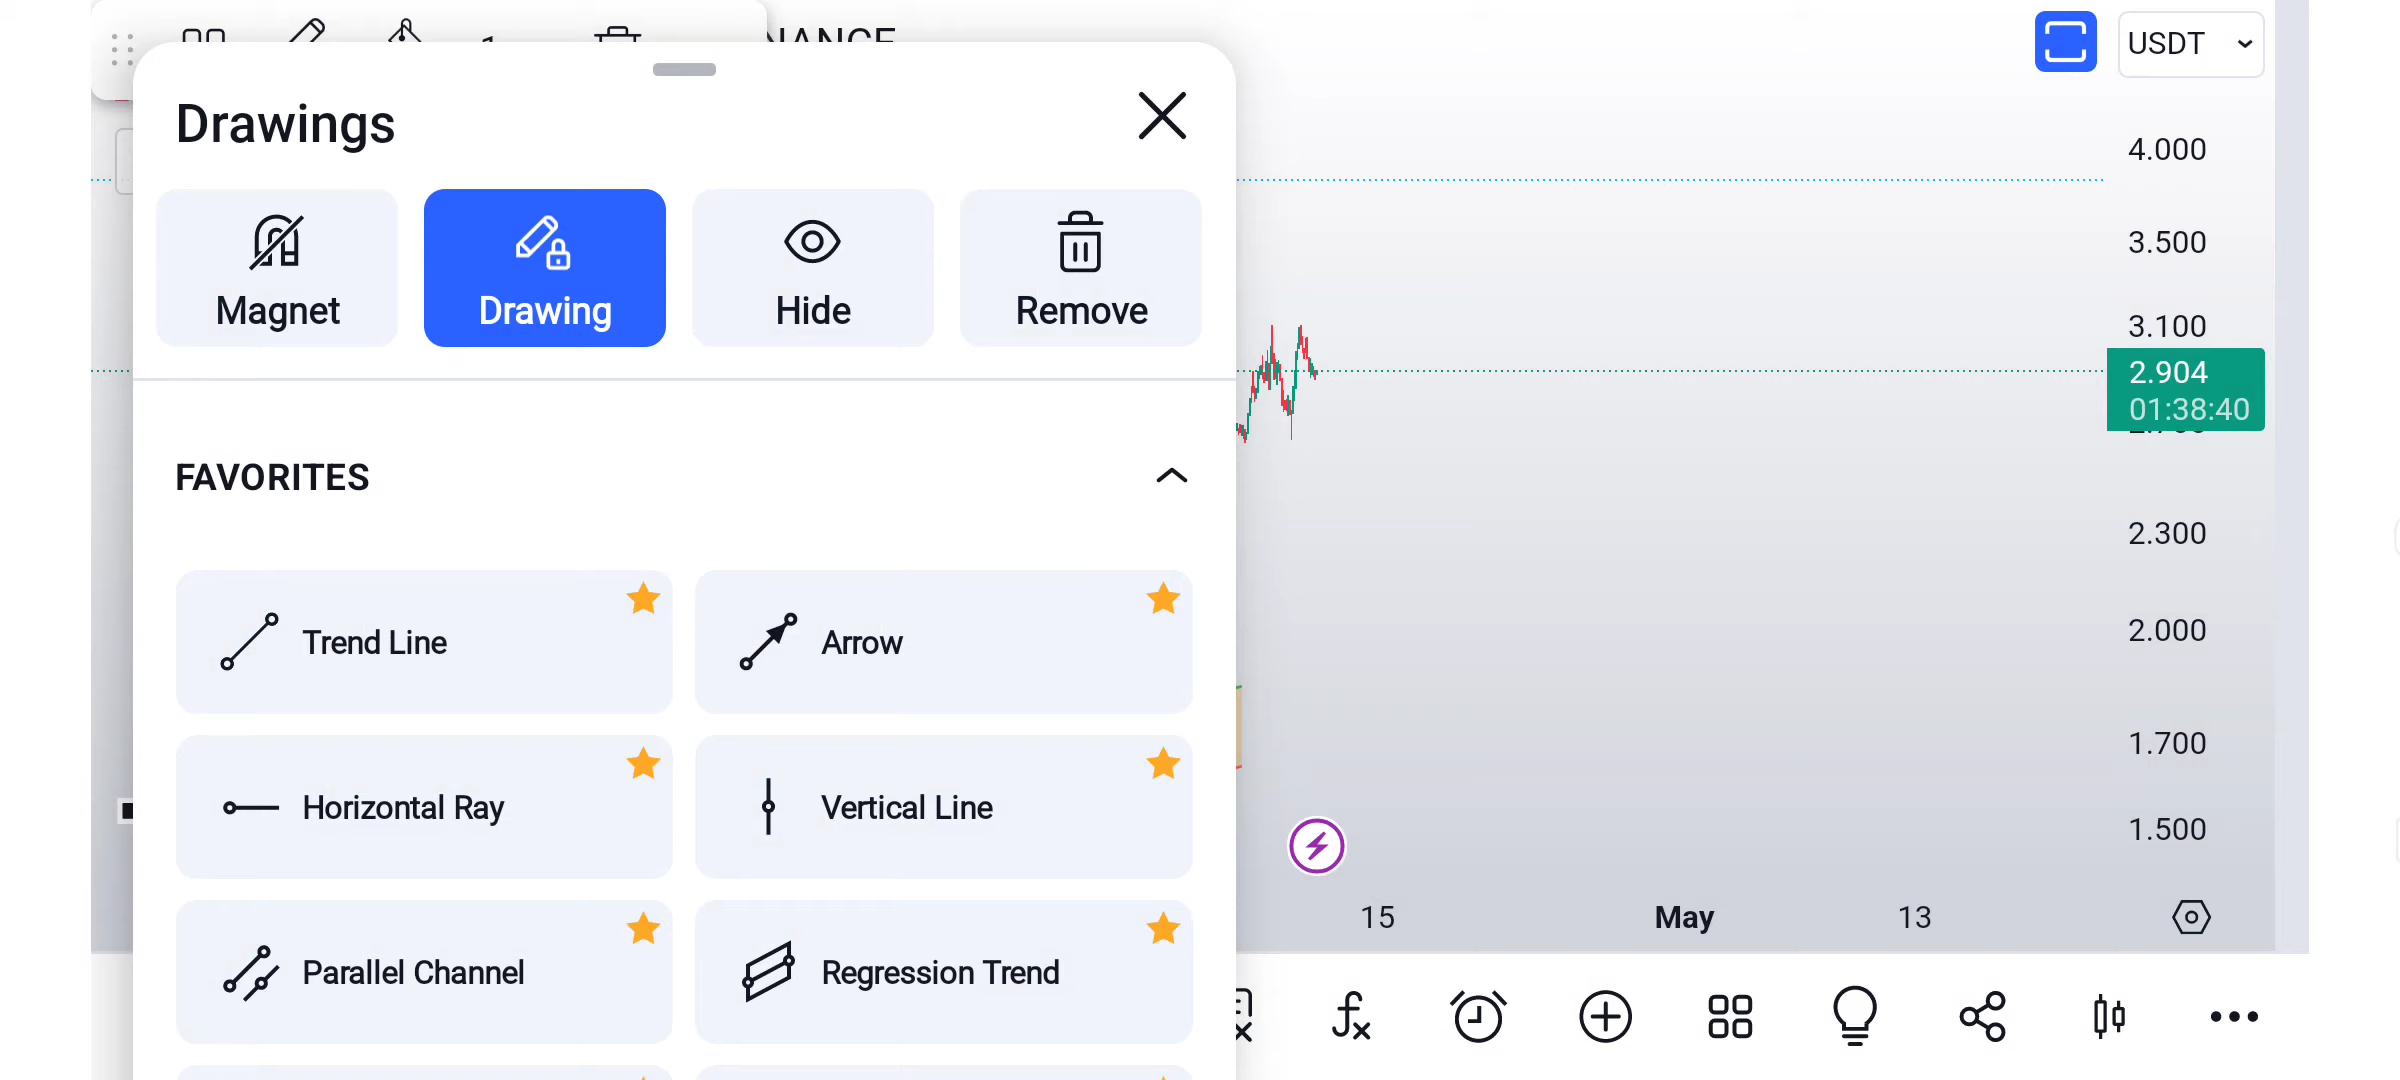 USDT
Drawings
Magnet
Drawing
Hide
Remove
FAVORITES
Trend Line
Arrow
Horizontal Ray
Vertical Line
Parallel Channel
Regression Trend
4.000
3.500
3.100
2.904
01:38:40
2.300
2.000
1.700
1.500
15
May
13